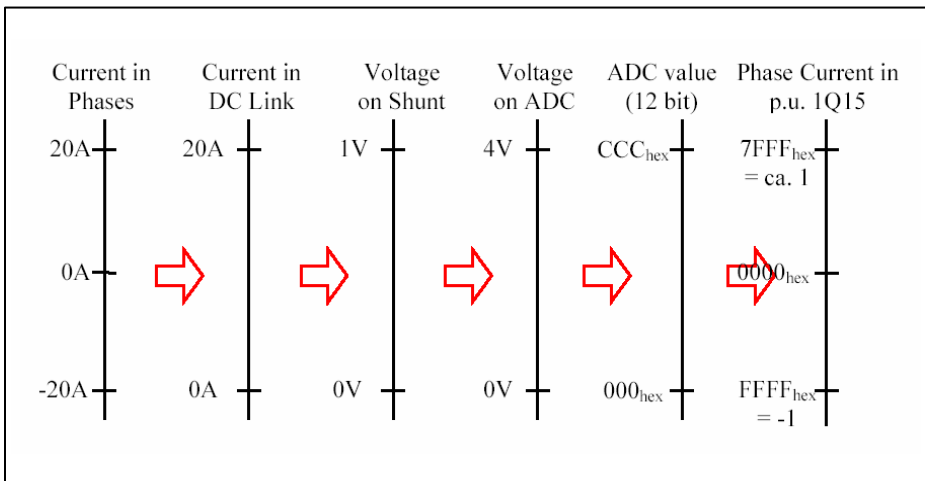 Current in Phases
Current in DC Link
Voltage on Shunt
Voltage on ADC
ADC value (12 bit)
Phase Current in p.u. 1Q15
20A
20A
1V
4V
CCChex
7FFFhex
= ca. 1
0A
0000hex
-20A
0A
0V
0V
000hex
FFFFhex
= -1